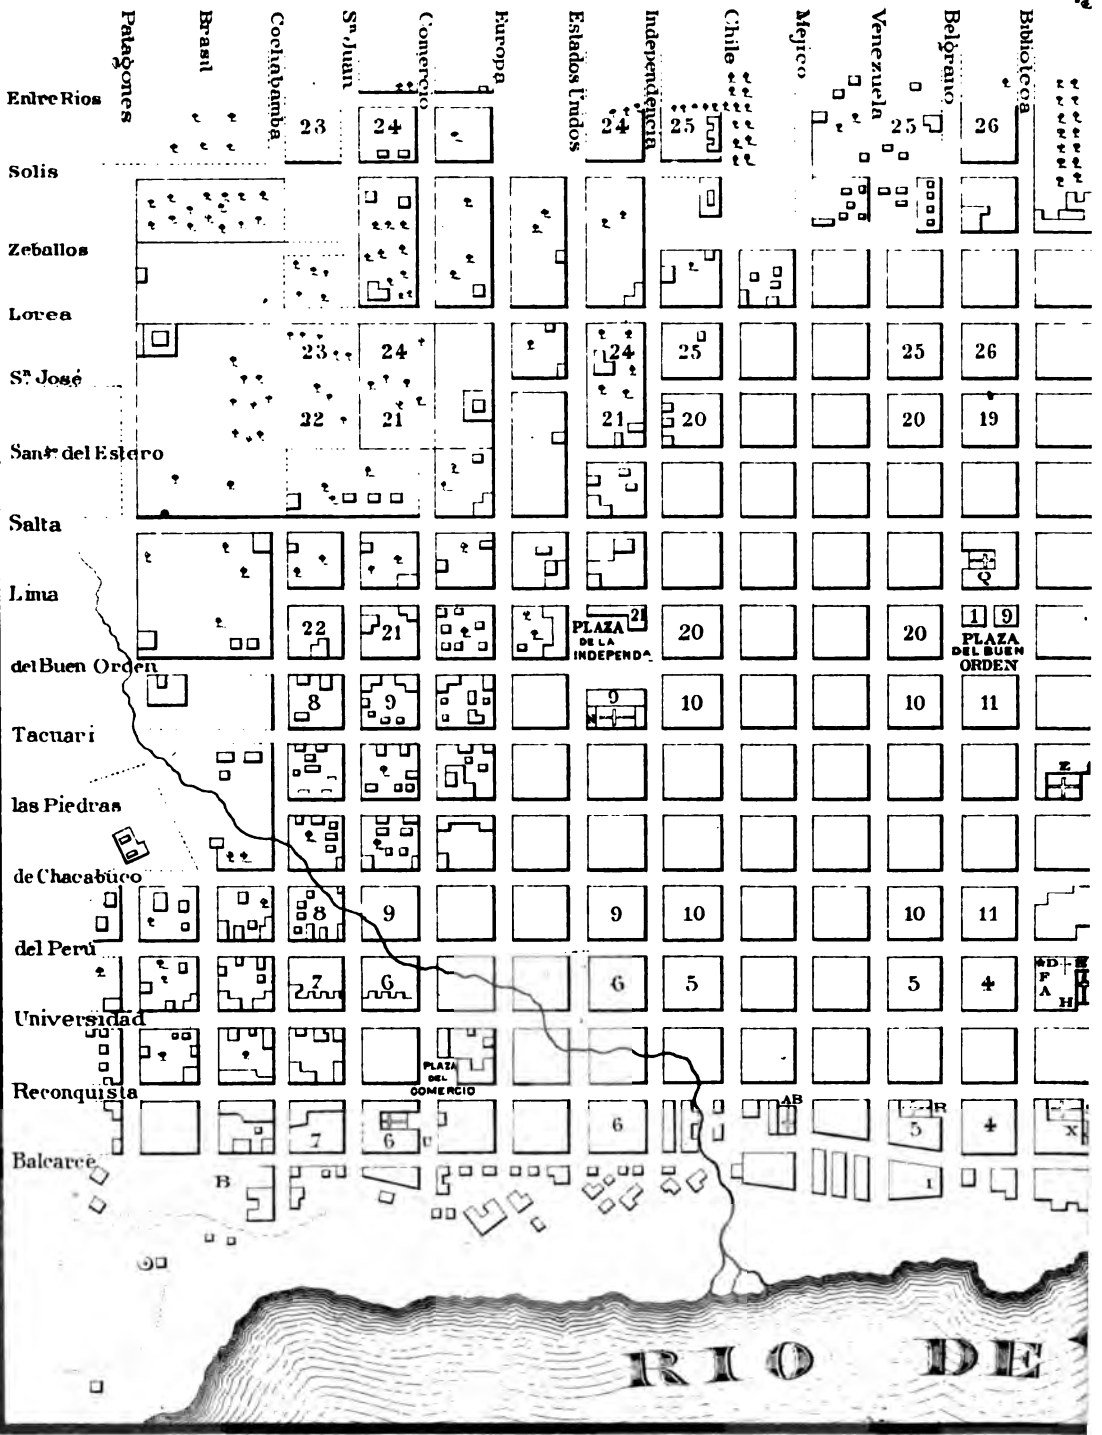 Patagones
Brasil
Cochabamba
Sn. Juan
Comercio
Europa
Estados Unidos
Independencia
Chile
Mejico
Venezuela
Belgrano
Biblioteca
Entre Rios
23 24 24 25 25 26
Solis
Zeballos
Lorea
23 24 24 25 25 26
Sn. José
22 21 21 20 20 19
Santo. del Estero
Salta
Q
Lima
22 21 21 20 20 1 9
PLAZA
DE LA
INDEPENDA
PLAZA
DEL BUEN
ORDEN
del Buen Orden
8 9 9 10 10 11
N
Tacuari
Z
las Piedras
de Chacabuco
8 9 9 10 10 11
del Perú
7 6 6 5 5 4
D
F
A
H
Universidad
PLAZA
DEL
COMERCIO
Reconquista
AB
R
7 6 U 6 5 4 X
Balcarce
B
I
RIO DE